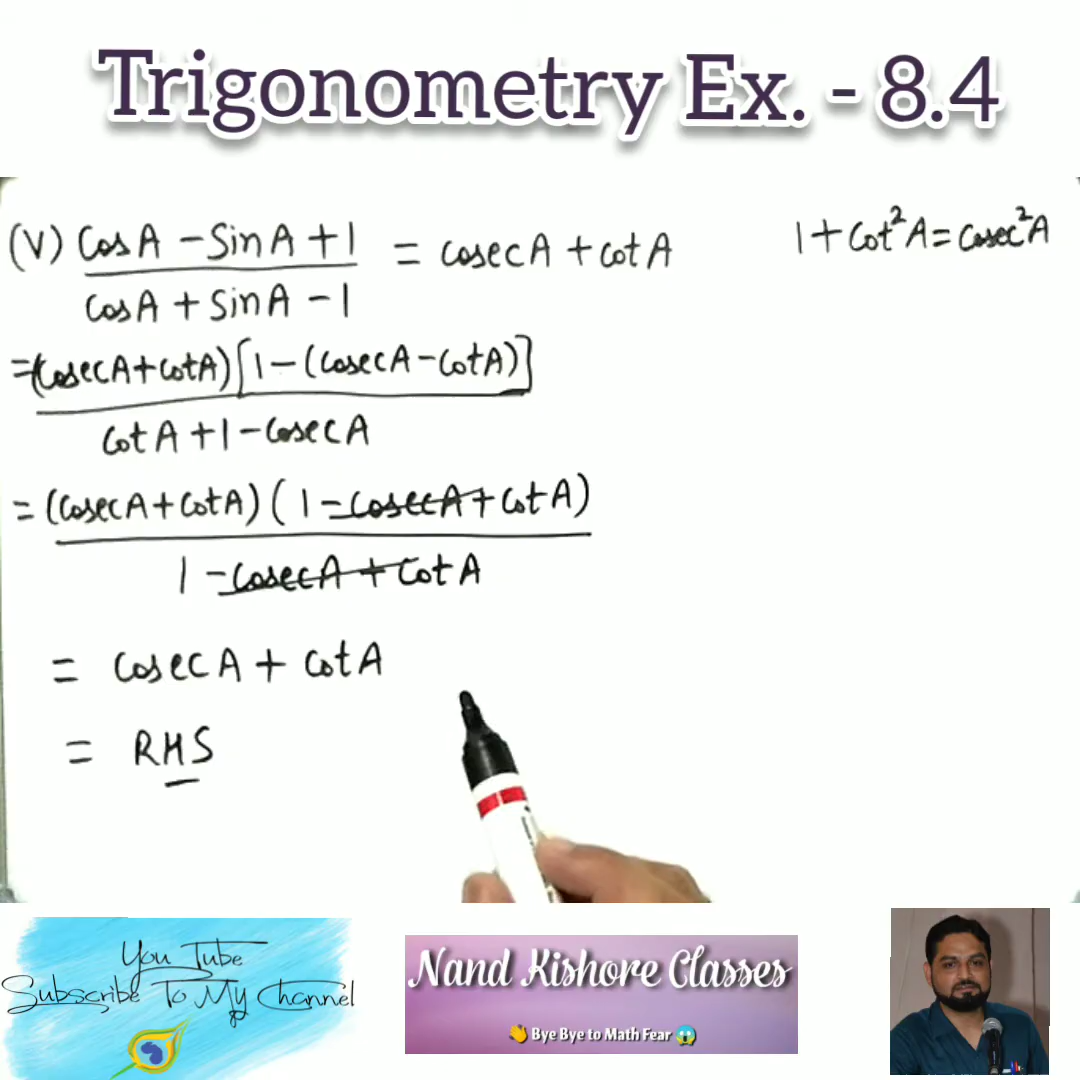 Trigonometry Ex. - 8.4
(V) CosA - SinA + 1 / CosA + SinA - 1 = CosecA + CotA
1 + Cot²A = Cosec²A
= (CosecA + CotA) [1 - (CosecA - CotA)] / CotA + 1 - CosecA
= (CosecA + CotA) (1 - CosecA + CotA) / 1 - CosecA + CotA
= CosecA + CotA
= RHS
You Tube
Subscribe To My Channel
Nand Kishore Classes
👋 Bye Bye to Math Fear 😱